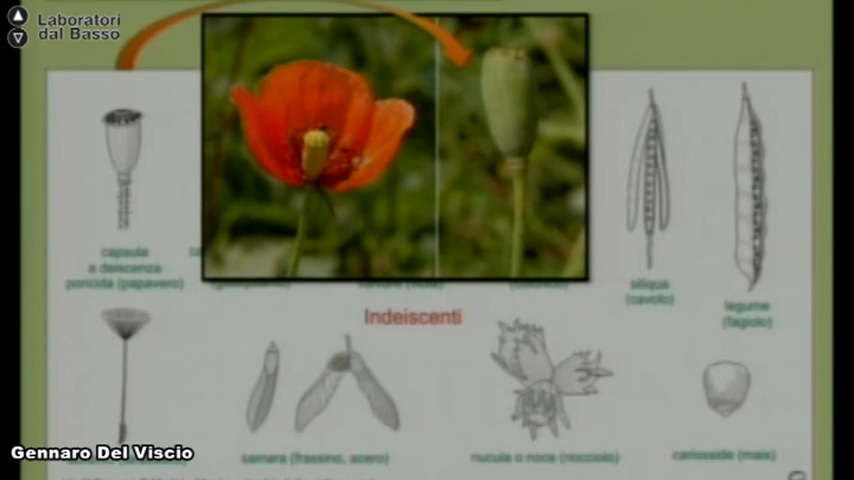 Laboratori
dal Basso
capsula
a deiscenza
poricida (papavero)
siliqua
(cavolo)
legume
(fagiolo)
Indeiscenti
samara (frassino, acero)
nucula o noce (nocciolo)
cariosside (mais)
Gennaro Del Viscio